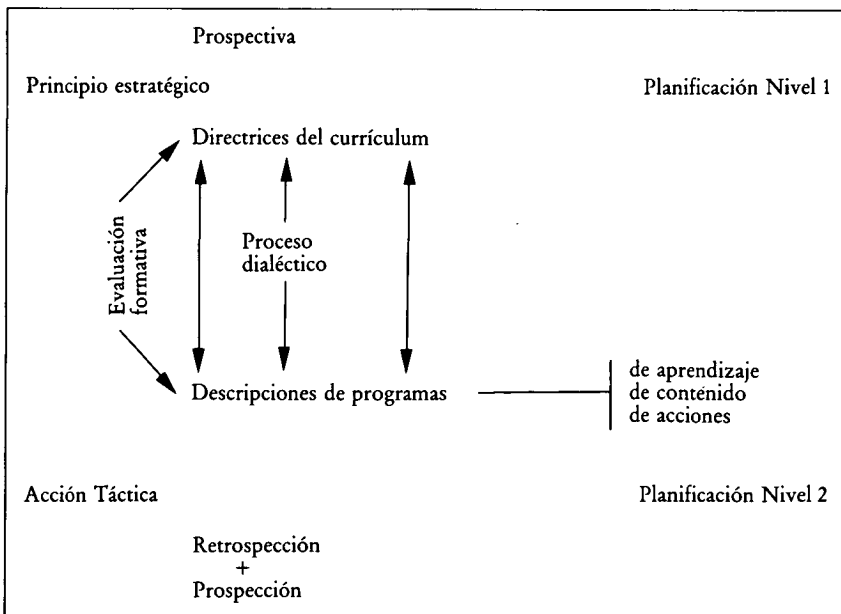 Prospectiva
Principio estratégico
Planificación Nivel 1
Directrices del currículum
Evaluación
formativa
Proceso
dialéctico
Descripciones de programas
de aprendizaje
de contenido
de acciones
Acción Táctica
Planificación Nivel 2
Retrospección
+
Prospección